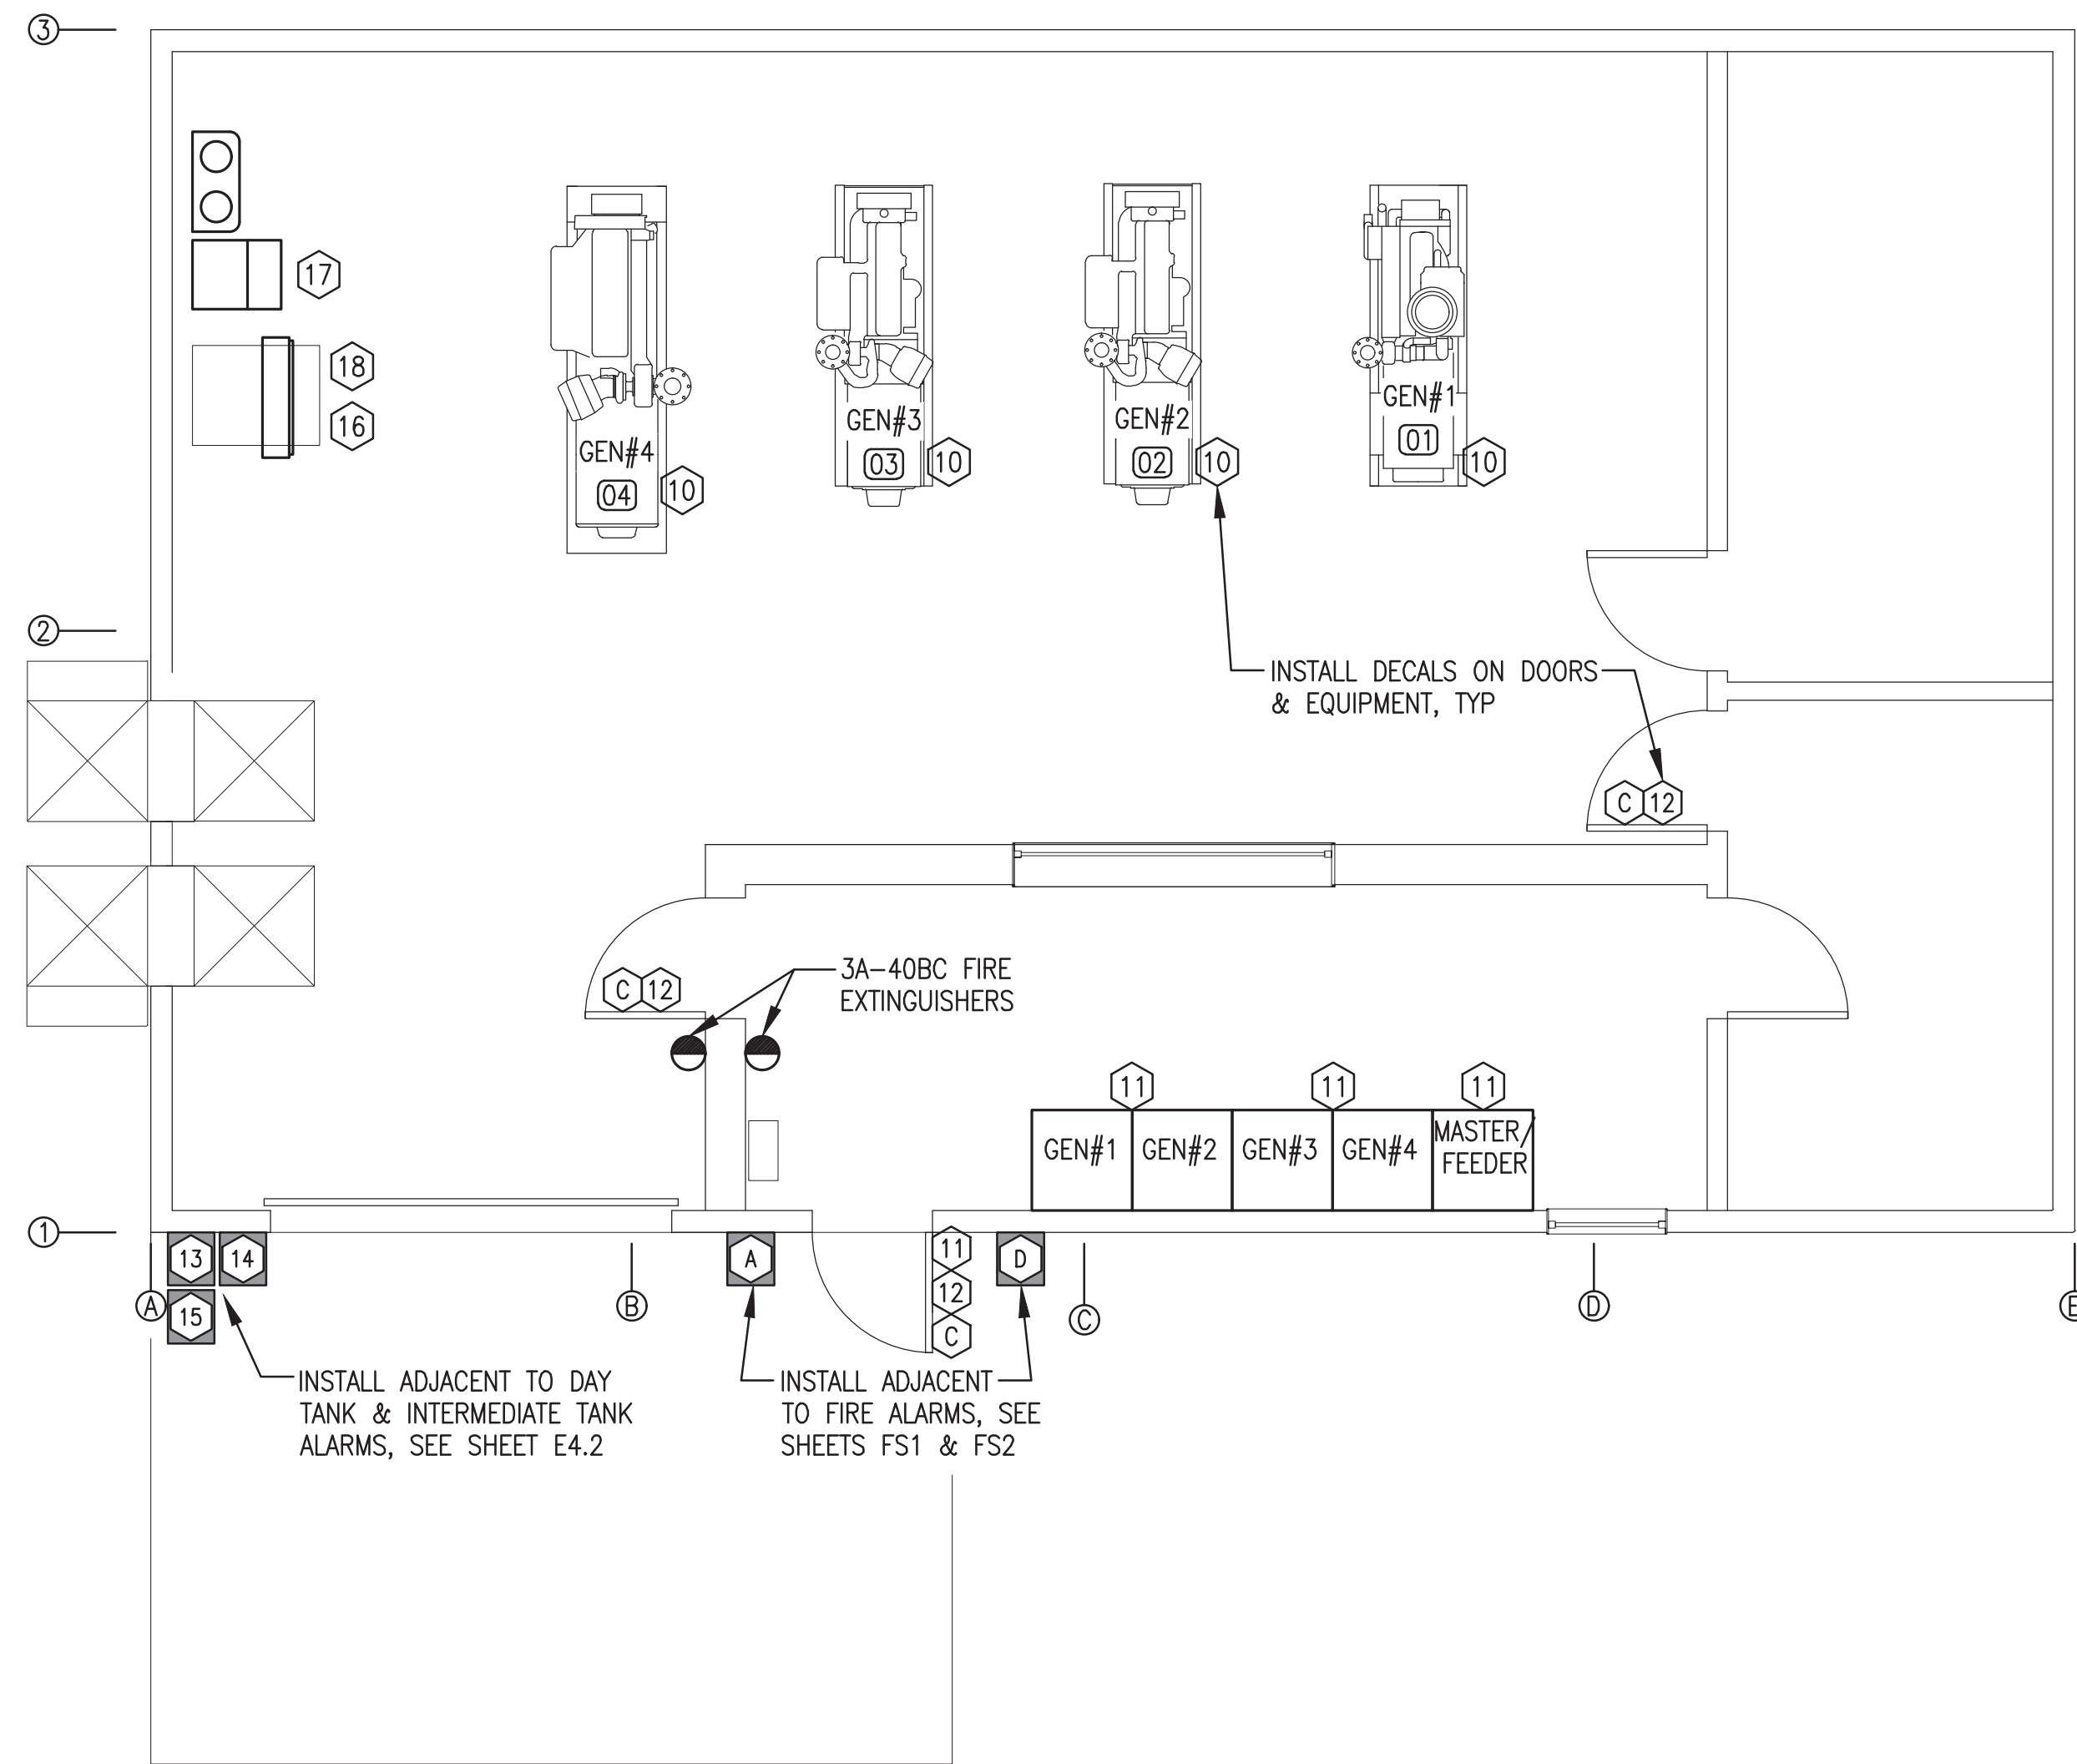 3
17
18
16
GEN#4
04
10
GEN#3
03
10
GEN#2
02
10
GEN#1
01
10
2
INSTALL DECALS ON DOORS
& EQUIPMENT, TYP
C 12
C 12
3A-40BC FIRE
EXTINGUISHERS
11
11
11
GEN#1
GEN#2
GEN#3
GEN#4
MASTER/
FEEDER
1
13
14
15
A
11
12
C
D
A
B
C
D
E
INSTALL ADJACENT TO DAY
TANK & INTERMEDIATE TANK
ALARMS, SEE SHEET E4.2
INSTALL ADJACENT
TO FIRE ALARMS, SEE
SHEETS FS1 & FS2